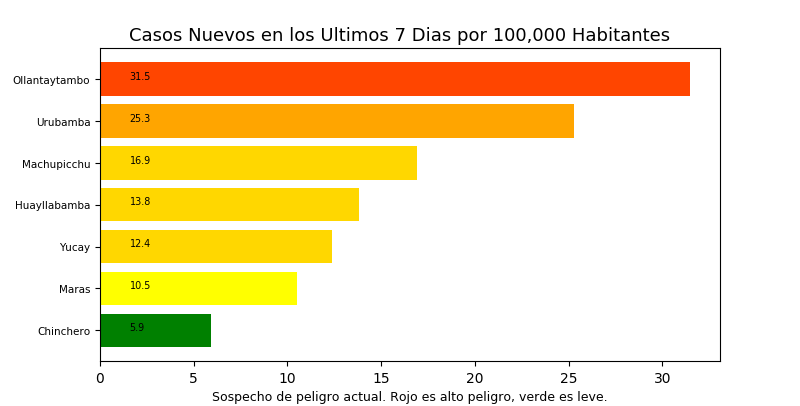 Casos Nuevos en los Ultimos 7 Dias por 100,000 Habitantes
Ollantaytambo 31.5
Urubamba 25.3
Machupicchu 16.9
Huayllabamba 13.8
Yucay 12.4
Maras 10.5
Chinchero 5.9
0 5 10 15 20 25 30
Sospecho de peligro actual. Rojo es alto peligro, verde es leve.